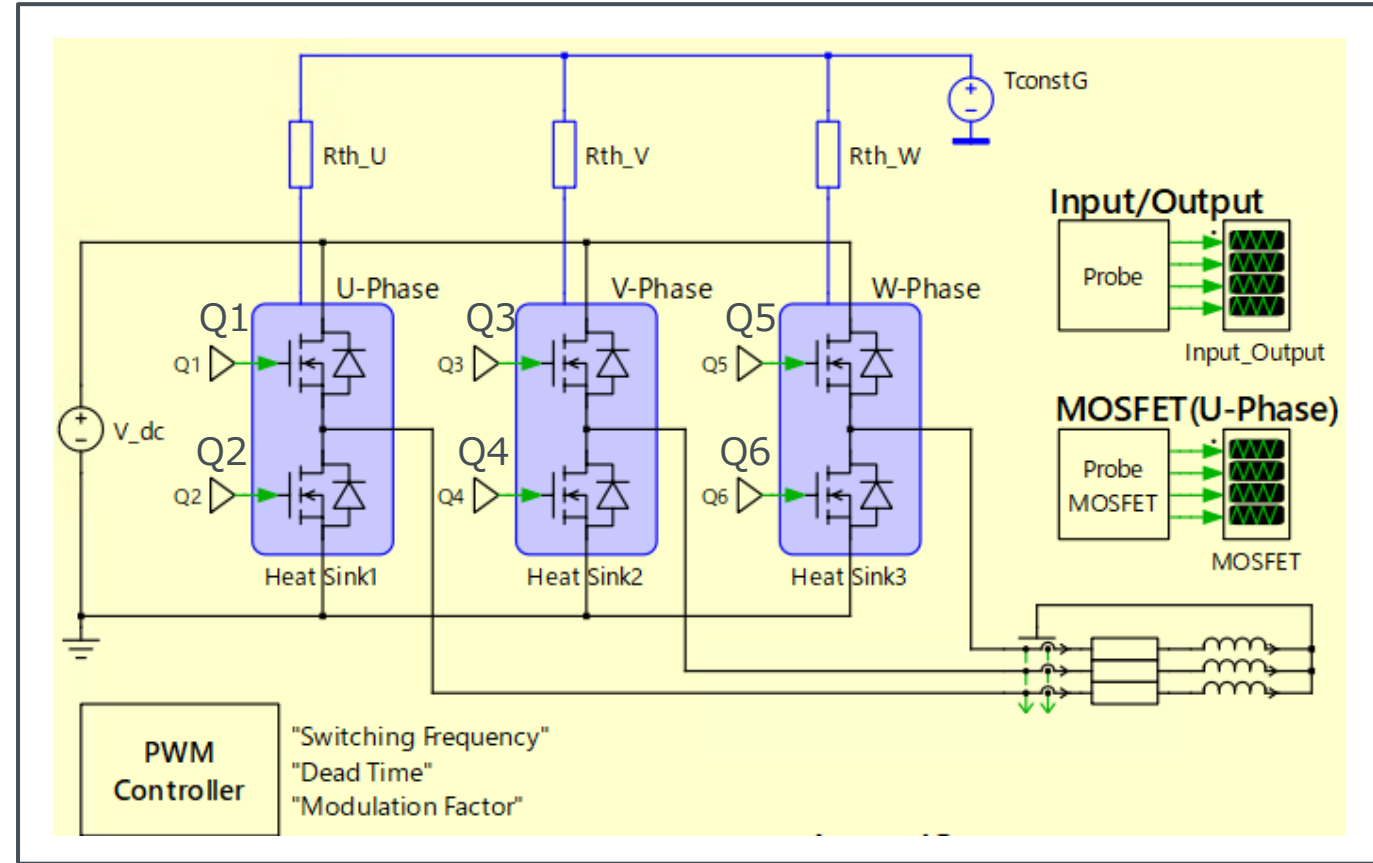 TconstG
Rth_U
Rth_V
Rth_W
Input/Output
Probe
Input_Output
U-Phase
V-Phase
W-Phase
Q1
Q3
Q5
Q1
Q3
Q5
V_dc
MOSFET(U-Phase)
Probe
MOSFET
MOSFET
Q2
Q4
Q6
Q2
Q4
Q6
Heat Sink1
Heat Sink2
Heat Sink3
PWM
Controller
"Switching Frequency"
"Dead Time"
"Modulation Factor"